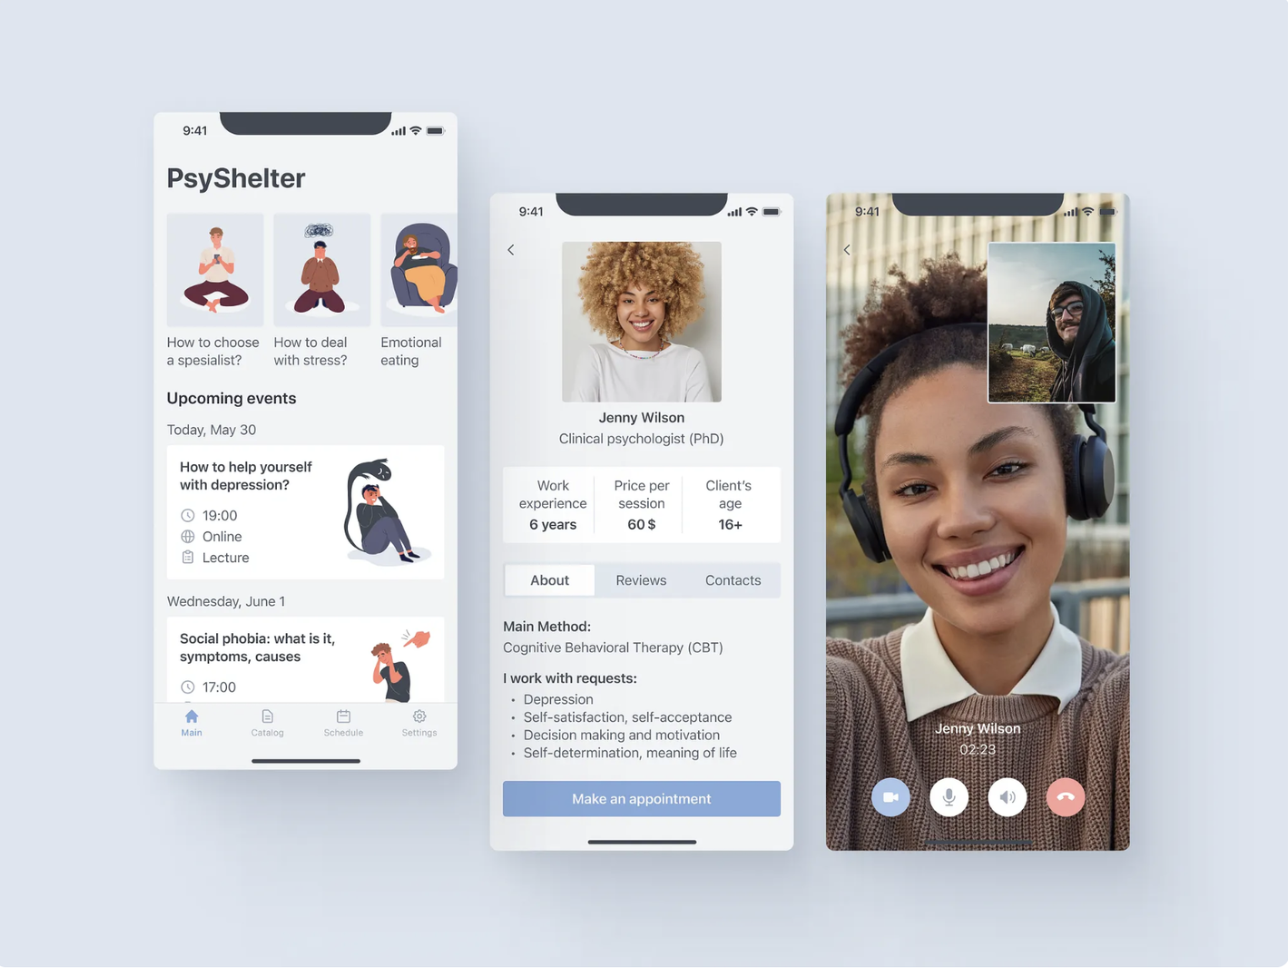 9:41
PsyShelter
How to choose
a spesialist?
How to deal
with stress?
Emotional
eating
Upcoming events
Today, May 30
How to help yourself
with depression?
19:00
Online
Lecture
Wednesday, June 1
Social phobia: what is it,
symptoms, causes
17:00
Main
Catalog
Schedule
Settings
9:41
Jenny Wilson
Clinical psychologist (PhD)
Work
experience
6 years
Price per
session
60 $
Client's
age
16+
About
Reviews
Contacts
Main Method:
Cognitive Behavioral Therapy (CBT)
I work with requests:
• Depression
• Self-satisfaction, self-acceptance
• Decision making and motivation
• Self-determination, meaning of life
Make an appointment
9:41
Jenny Wilson
02:23